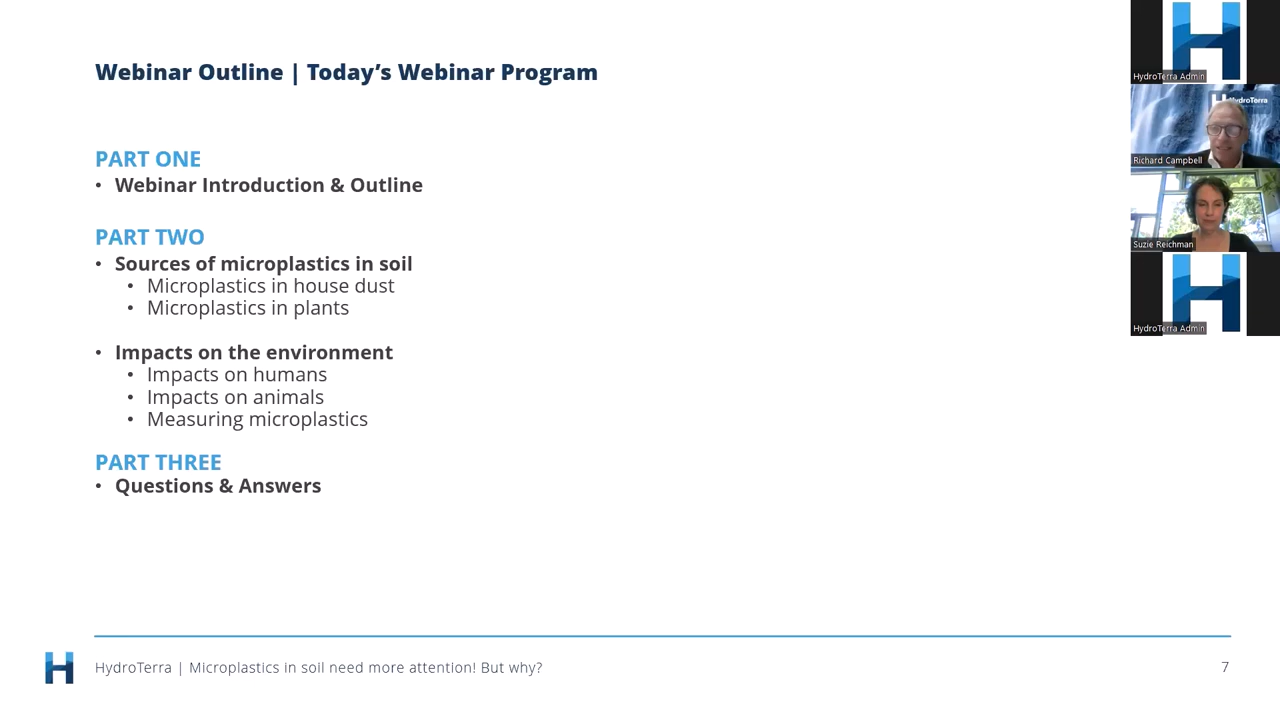 Webinar Outline | Today's Webinar Program
PART ONE
• Webinar Introduction & Outline
PART TWO
• Sources of microplastics in soil
• Microplastics in house dust
• Microplastics in plants
• Impacts on the environment
• Impacts on humans
• Impacts on animals
• Measuring microplastics
PART THREE
• Questions & Answers
HydroTerra | Microplastics in soil need more attention! But why?
7
HydroTerra Admin
HydroTerra
Richard Campbell
Suzie Reichman
HydroTerra Admin